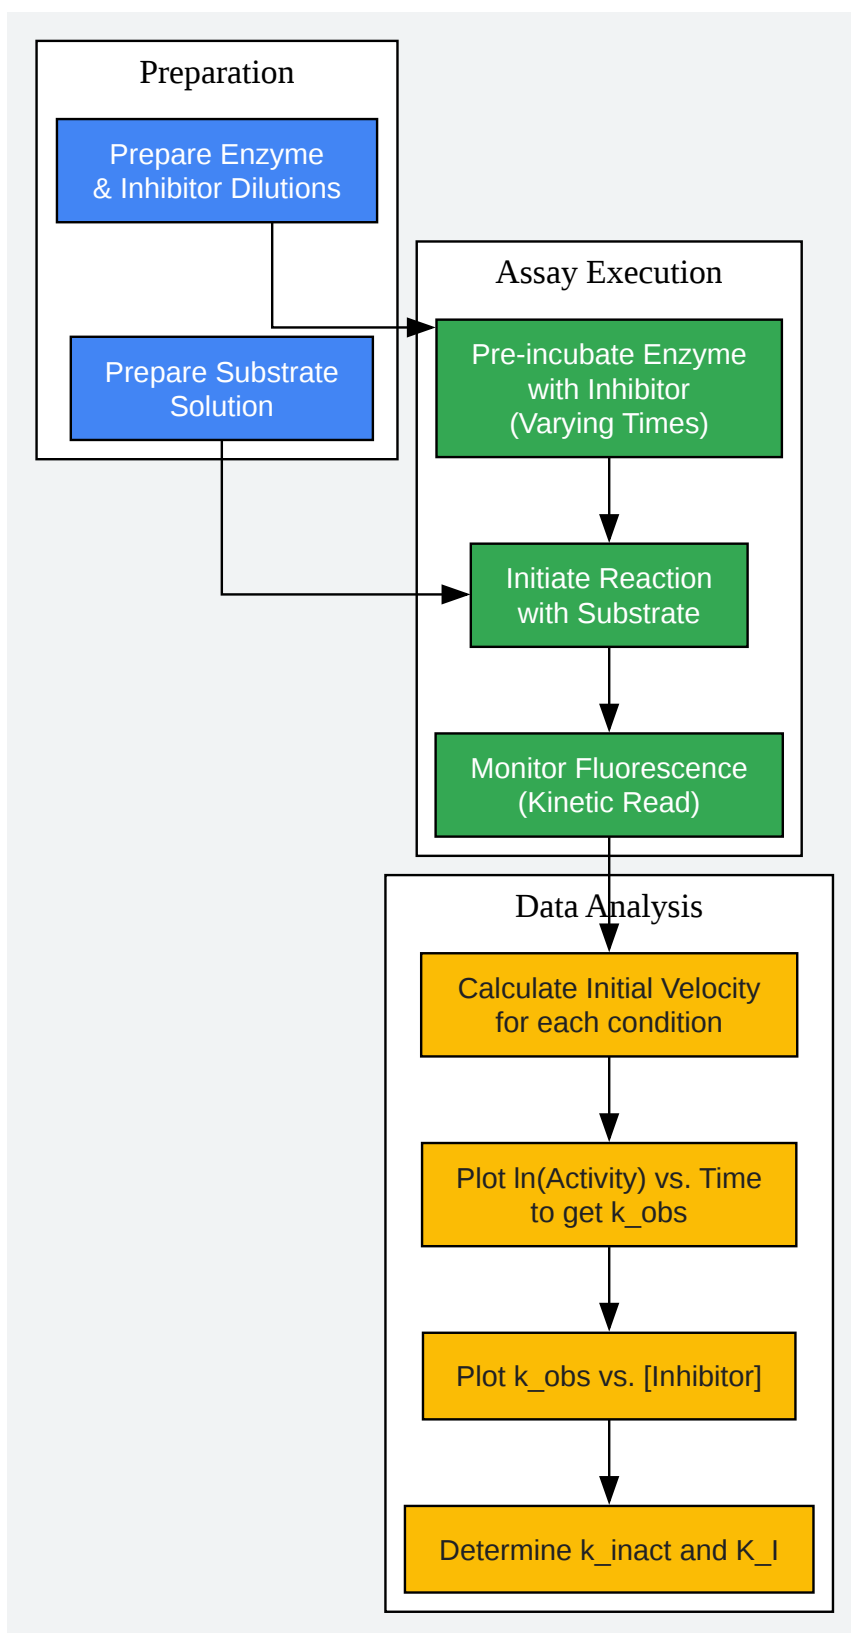 Preparation
Prepare Enzyme
& Inhibitor Dilutions
Prepare Substrate
Solution
Assay Execution
Pre-incubate Enzyme
with Inhibitor
(Varying Times)
Initiate Reaction
with Substrate
Monitor Fluorescence
(Kinetic Read)
Data Analysis
Calculate Initial Velocity
for each condition
Plot ln(Activity) vs. Time
to get k_obs
Plot k_obs vs. [Inhibitor]
Determine k_inact and K_I